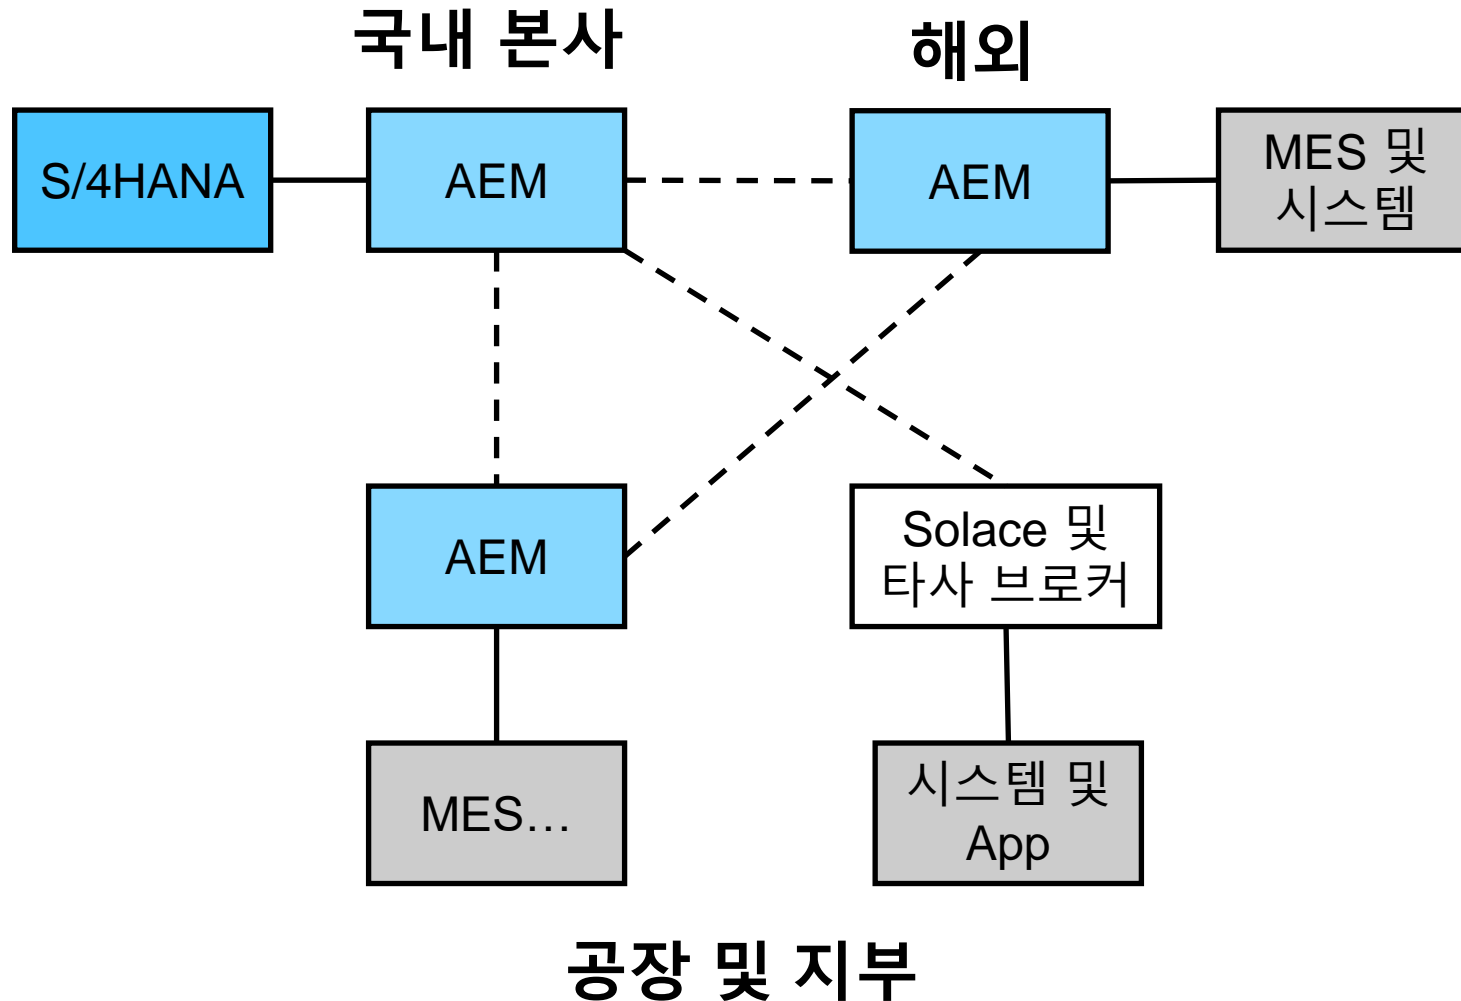 국내 본사
해외
S/4HANA
AEM
AEM
MES 및
시스템
AEM
Solace 및
타사 브로커
MES…
시스템 및
App
공장 및 지부